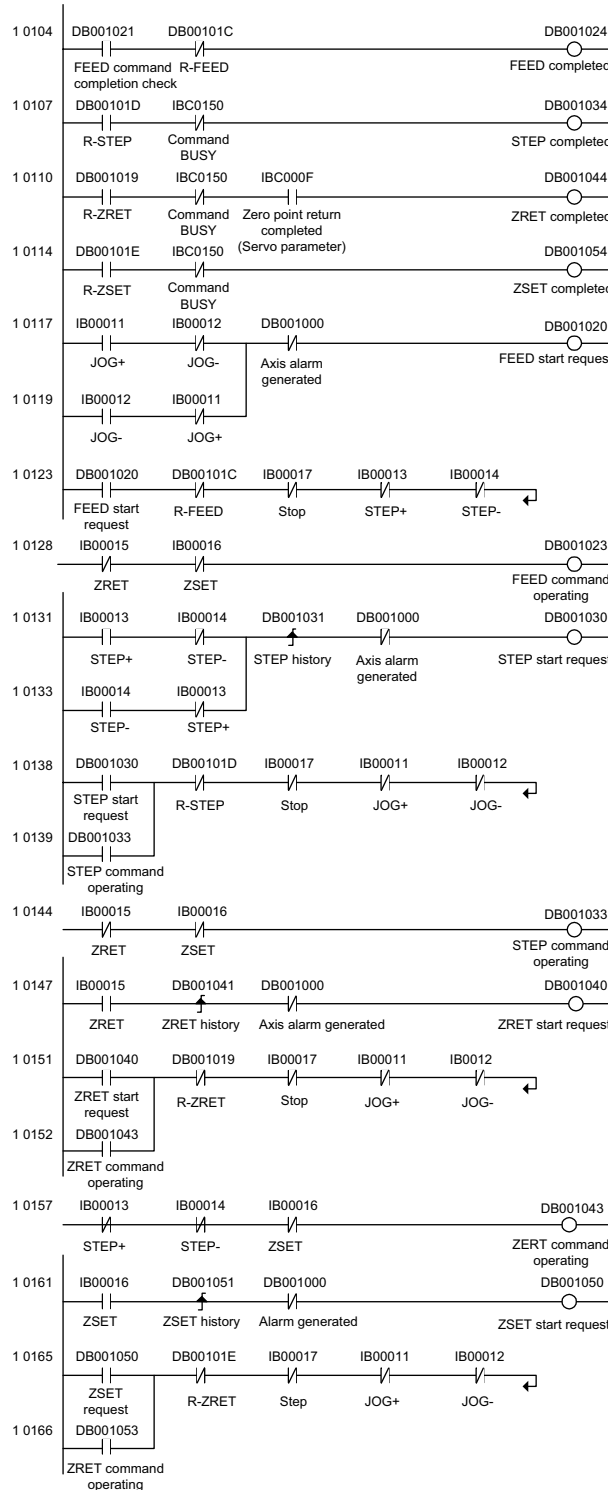 1 0104 DB001021 DB00101C DB001024
FEED command R-FEED FEED completed
completion check
1 0107 DB00101D IBC0150 DB001034
R-STEP Command STEP completed
BUSY
1 0110 DB001019 IBC0150 IBC000F DB001044
R-ZRET Command Zero point return ZRET completed
BUSY completed
(Servo parameter)
1 0114 DB00101E IBC0150 DB001054
R-ZSET Command ZSET completed
BUSY
1 0117 IB00011 IB00012 DB001000 DB001020
JOG+ JOG- Axis alarm FEED start request
generated
1 0119 IB00012 IB00011
JOG- JOG+
1 0123 DB001020 DB00101C IB00017 IB00013 IB00014
FEED start R-FEED Stop STEP+ STEP-
request
1 0128 IB00015 IB00016 DB001023
ZRET ZSET FEED command
operating
1 0131 IB00013 IB00014 DB001031 DB001000 DB001030
STEP+ STEP- STEP history Axis alarm STEP start request
generated
1 0133 IB00014 IB00013
STEP- STEP+
1 0138 DB001030 DB00101D IB00017 IB00011 IB00012
STEP start R-STEP Stop JOG+ JOG-
request
1 0139 DB001033
STEP command
operating
1 0144 IB00015 IB00016 DB001033
ZRET ZSET STEP command
operating
1 0147 IB00015 DB001041 DB001000 DB001040
ZRET ZRET history Axis alarm generated ZRET start request
1 0151 DB001040 DB001019 IB00017 IB00011 IB0012
ZRET start R-ZRET Stop JOG+ JOG-
request
1 0152 DB001043
ZRET command
operating
1 0157 IB00013 IB00014 IB00016 DB001043
STEP+ STEP- ZSET ZERT command
operating
1 0161 IB00016 DB001051 DB001000 DB001050
ZSET ZSET history Alarm generated ZSET start request
1 0165 DB001050 DB00101E IB00017 IB00011 IB00012
ZSET R-ZRET Step JOG+ JOG-
request
1 0166 DB001053
ZRET command
operating